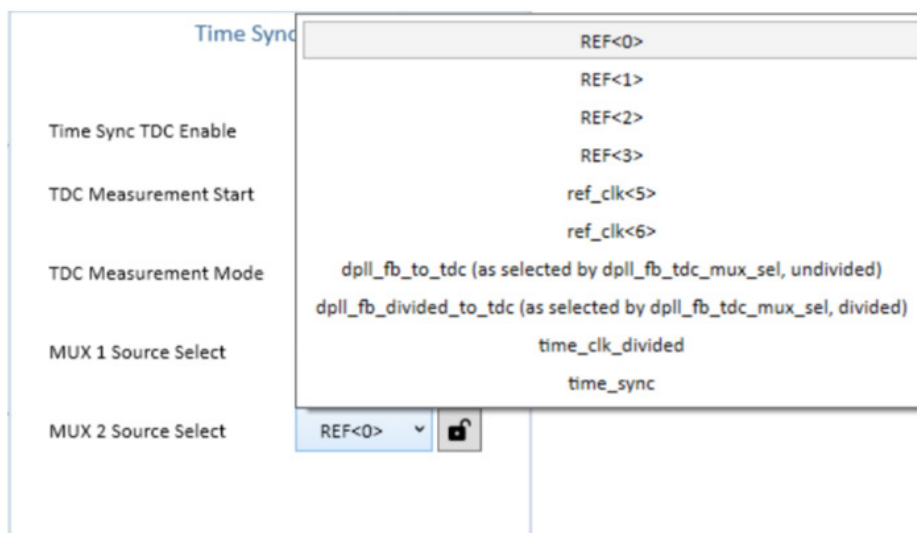 Time Sync
REF<0>
REF<1>
REF<2>
REF<3>
ref_clk<5>
ref_clk<6>
dpll_fb_to_tdc (as selected by dpll_fb_tdc_mux_sel, undivided)
dpll_fb_divided_to_tdc (as selected by dpll_fb_tdc_mux_sel, divided)
time_clk_divided
time_sync
Time Sync TDC Enable
TDC Measurement Start
TDC Measurement Mode
MUX 1 Source Select
MUX 2 Source Select
REF<0>